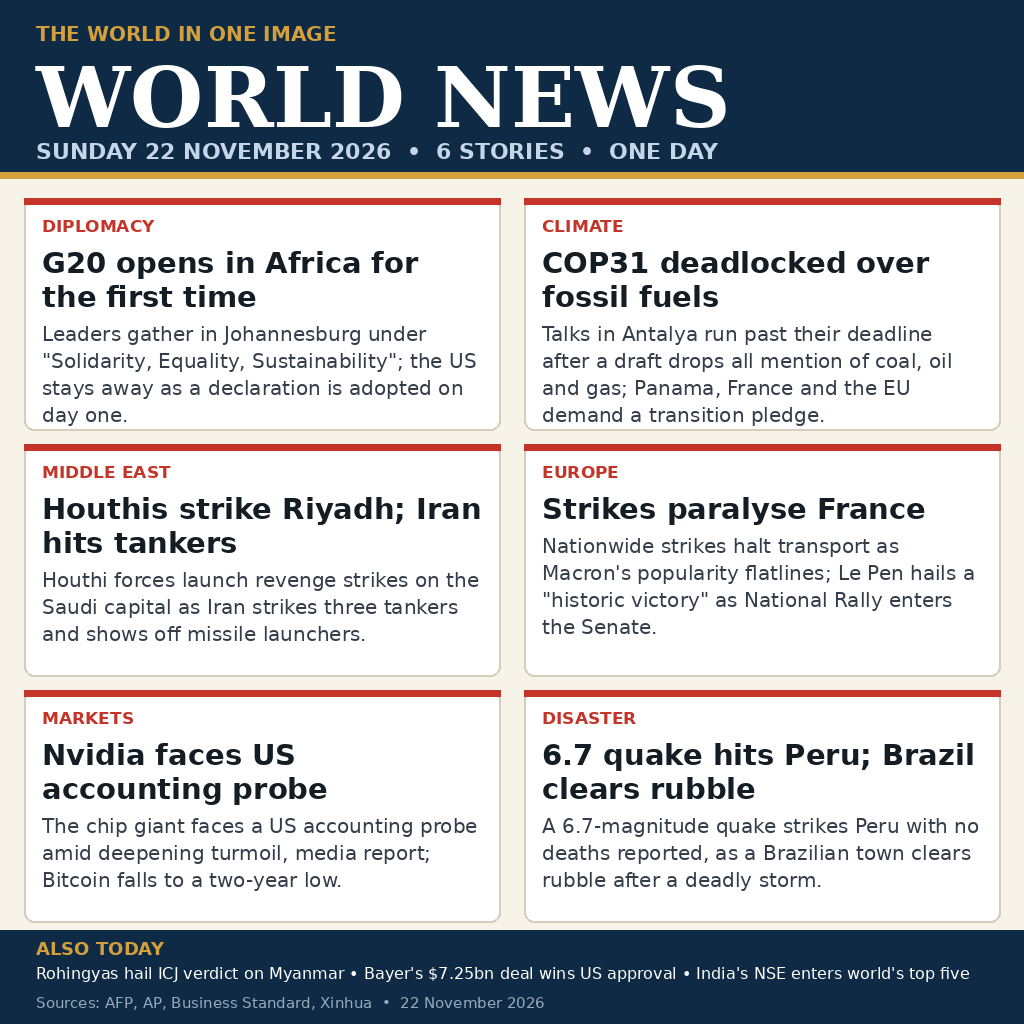 THE WORLD IN ONE IMAGE
WORLD NEWS
SUNDAY 22 NOVEMBER 2026 • 6 STORIES • ONE DAY
DIPLOMACY
G20 opens in Africa for
the first time
Leaders gather in Johannesburg under
"Solidarity, Equality, Sustainability"; the US
stays away as a declaration is adopted on
day one.
CLIMATE
COP31 deadlocked over
fossil fuels
Talks in Antalya run past their deadline
after a draft drops all mention of coal, oil
and gas; Panama, France and the EU
demand a transition pledge.
MIDDLE EAST
Houthis strike Riyadh; Iran
hits tankers
Houthi forces launch revenge strikes on the
Saudi capital as Iran strikes three tankers
and shows off missile launchers.
EUROPE
Strikes paralyse France
Nationwide strikes halt transport as
Macron's popularity flatlines; Le Pen hails a
"historic victory" as National Rally enters
the Senate.
MARKETS
Nvidia faces US
accounting probe
The chip giant faces a US accounting probe
amid deepening turmoil, media report;
Bitcoin falls to a two-year low.
DISASTER
6.7 quake hits Peru; Brazil
clears rubble
A 6.7-magnitude quake strikes Peru with no
deaths reported, as a Brazilian town clears
rubble after a deadly storm.
ALSO TODAY
Rohingyas hail ICJ verdict on Myanmar • Bayer's $7.25bn deal wins US approval • India's NSE enters world's top five
Sources: AFP, AP, Business Standard, Xinhua • 22 November 2026